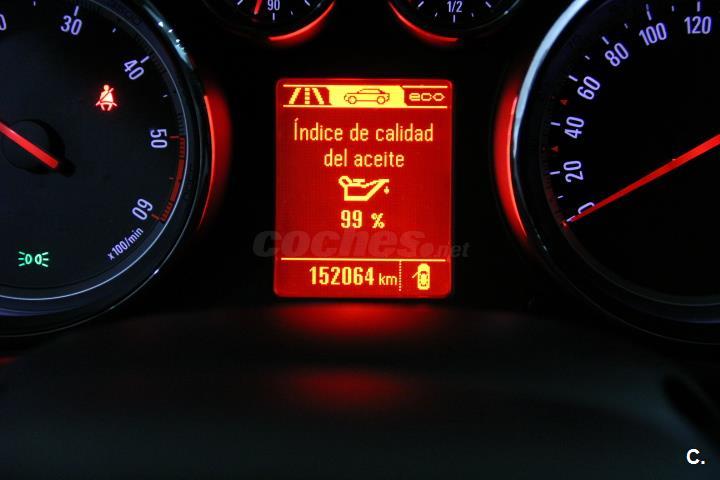 90
1/2
30
40
50
60
x100/min
eco
Índice de calidad
del aceite
99 %
152064 km
coches.net
0
20
40
60
80
100
120
C.